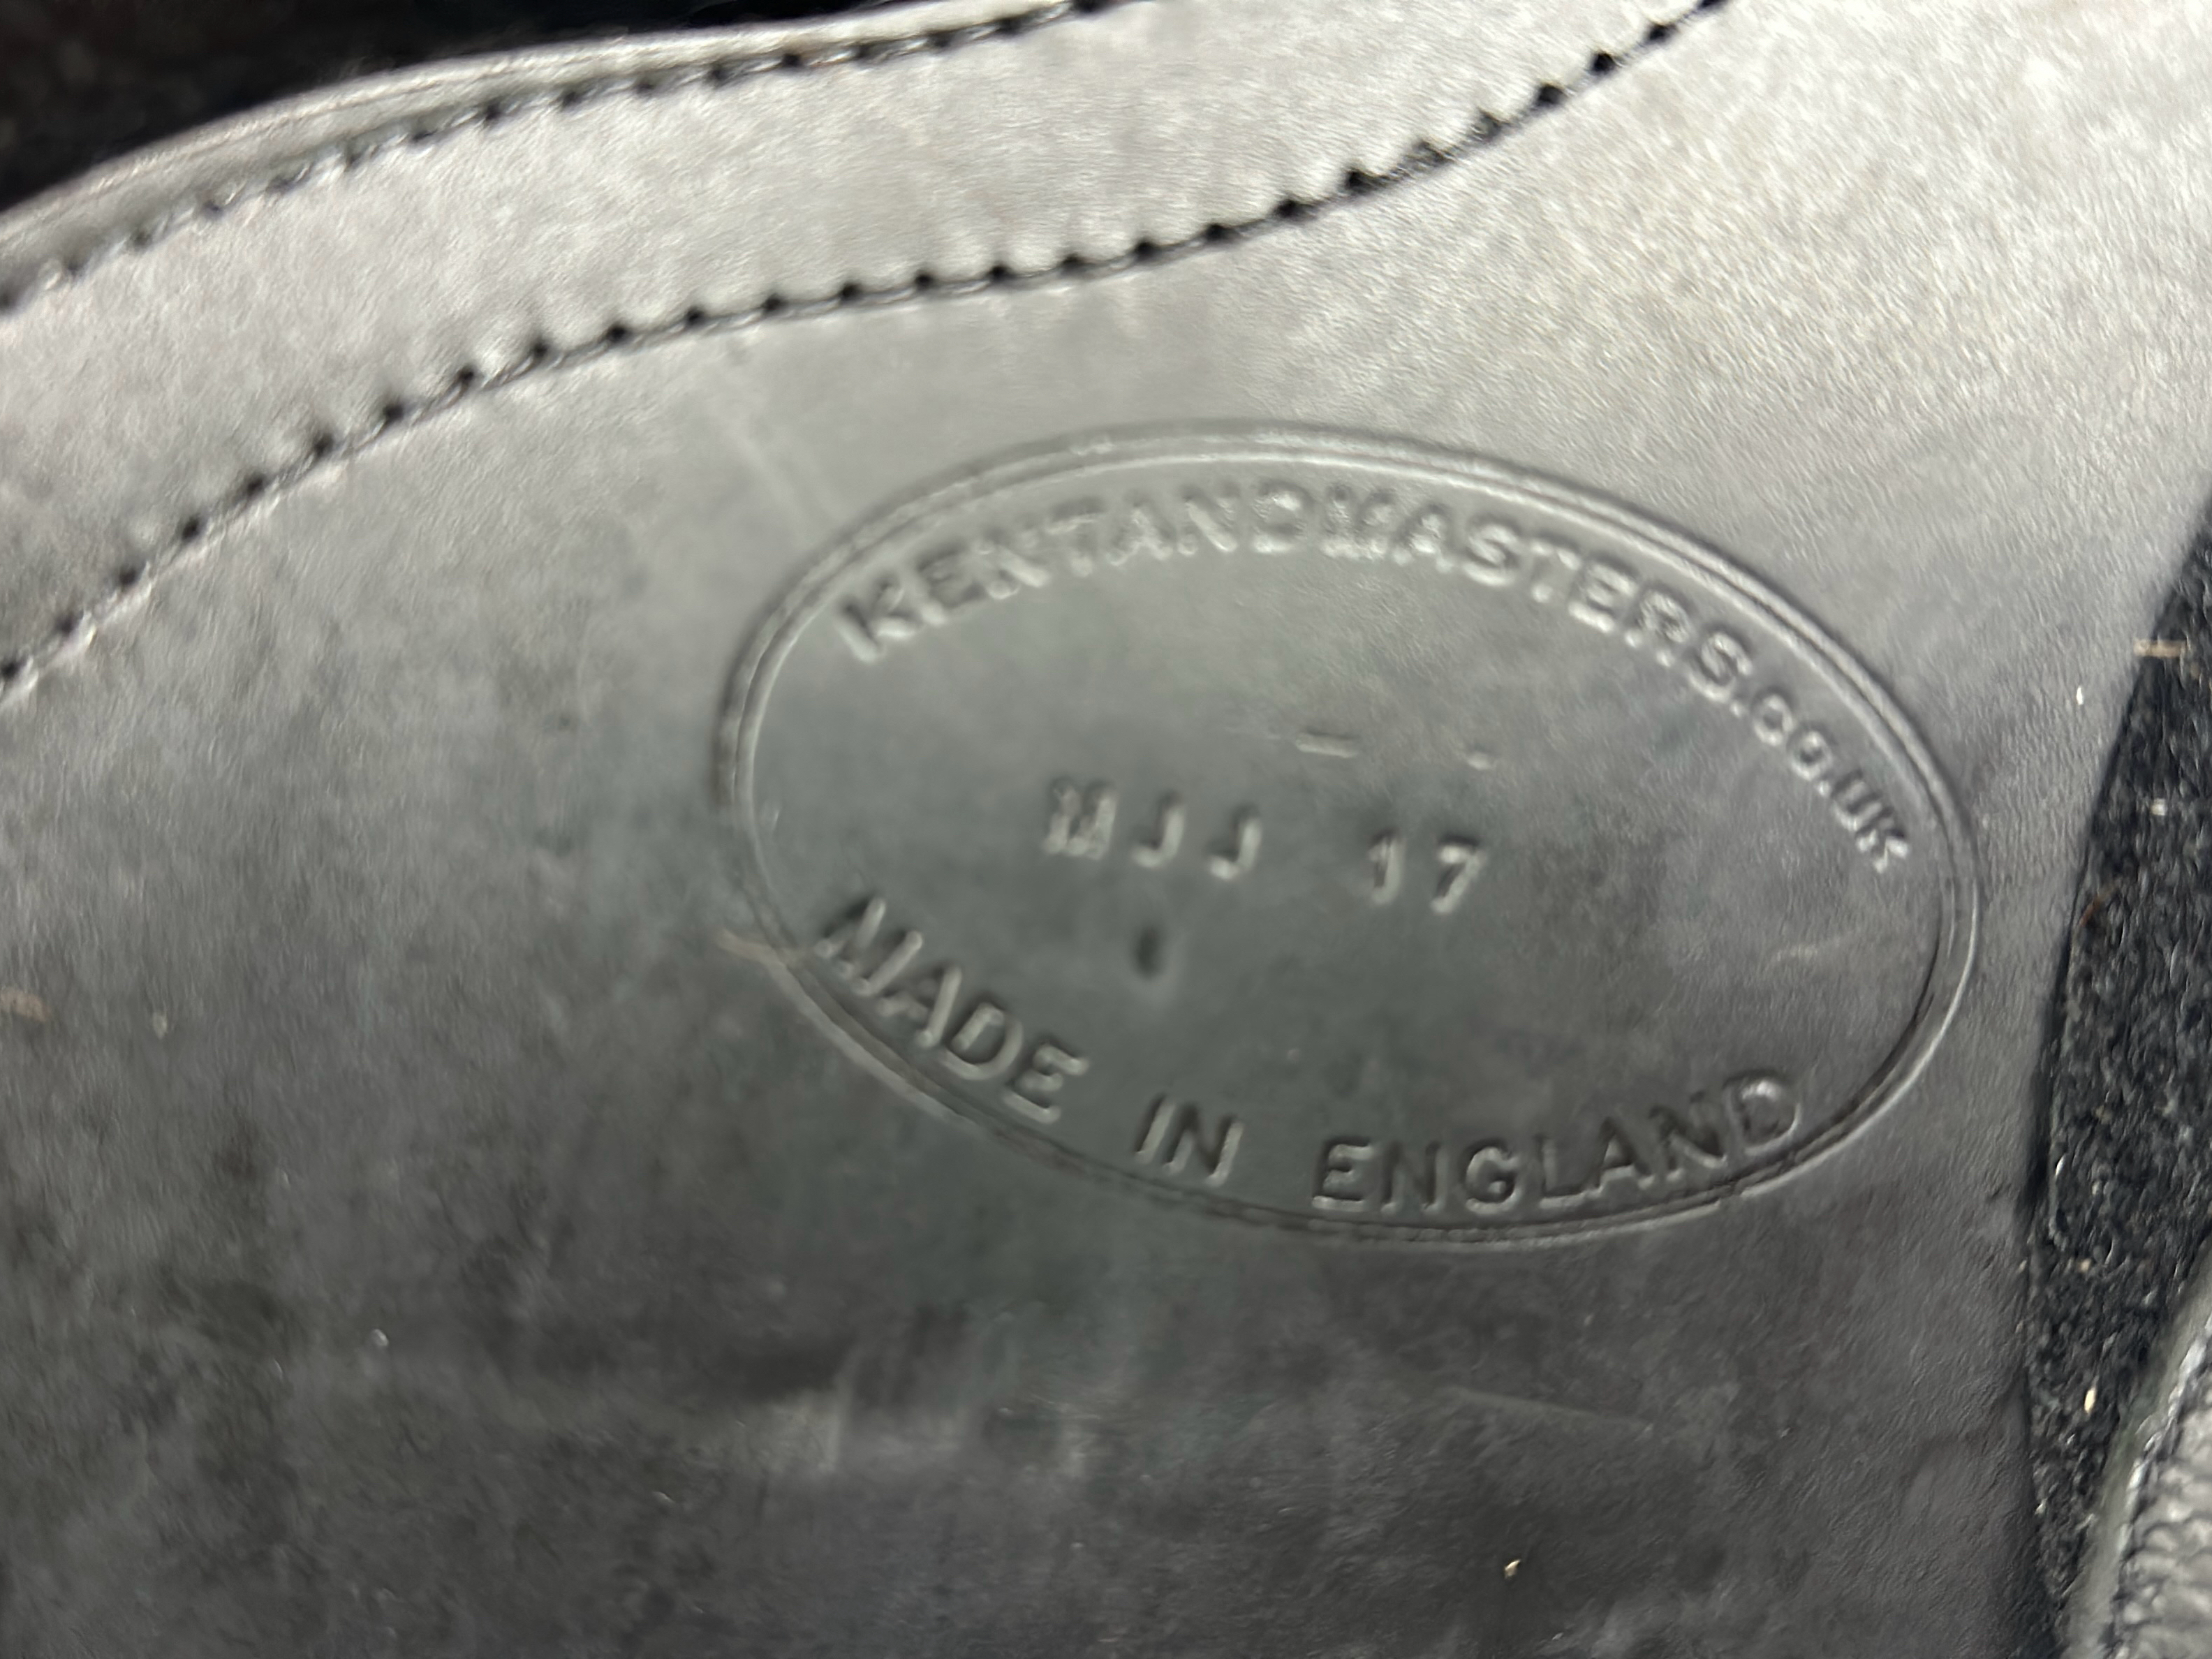 KENTANDMASTERS.CO.UK
MJJ 17
MADE IN ENGLAND